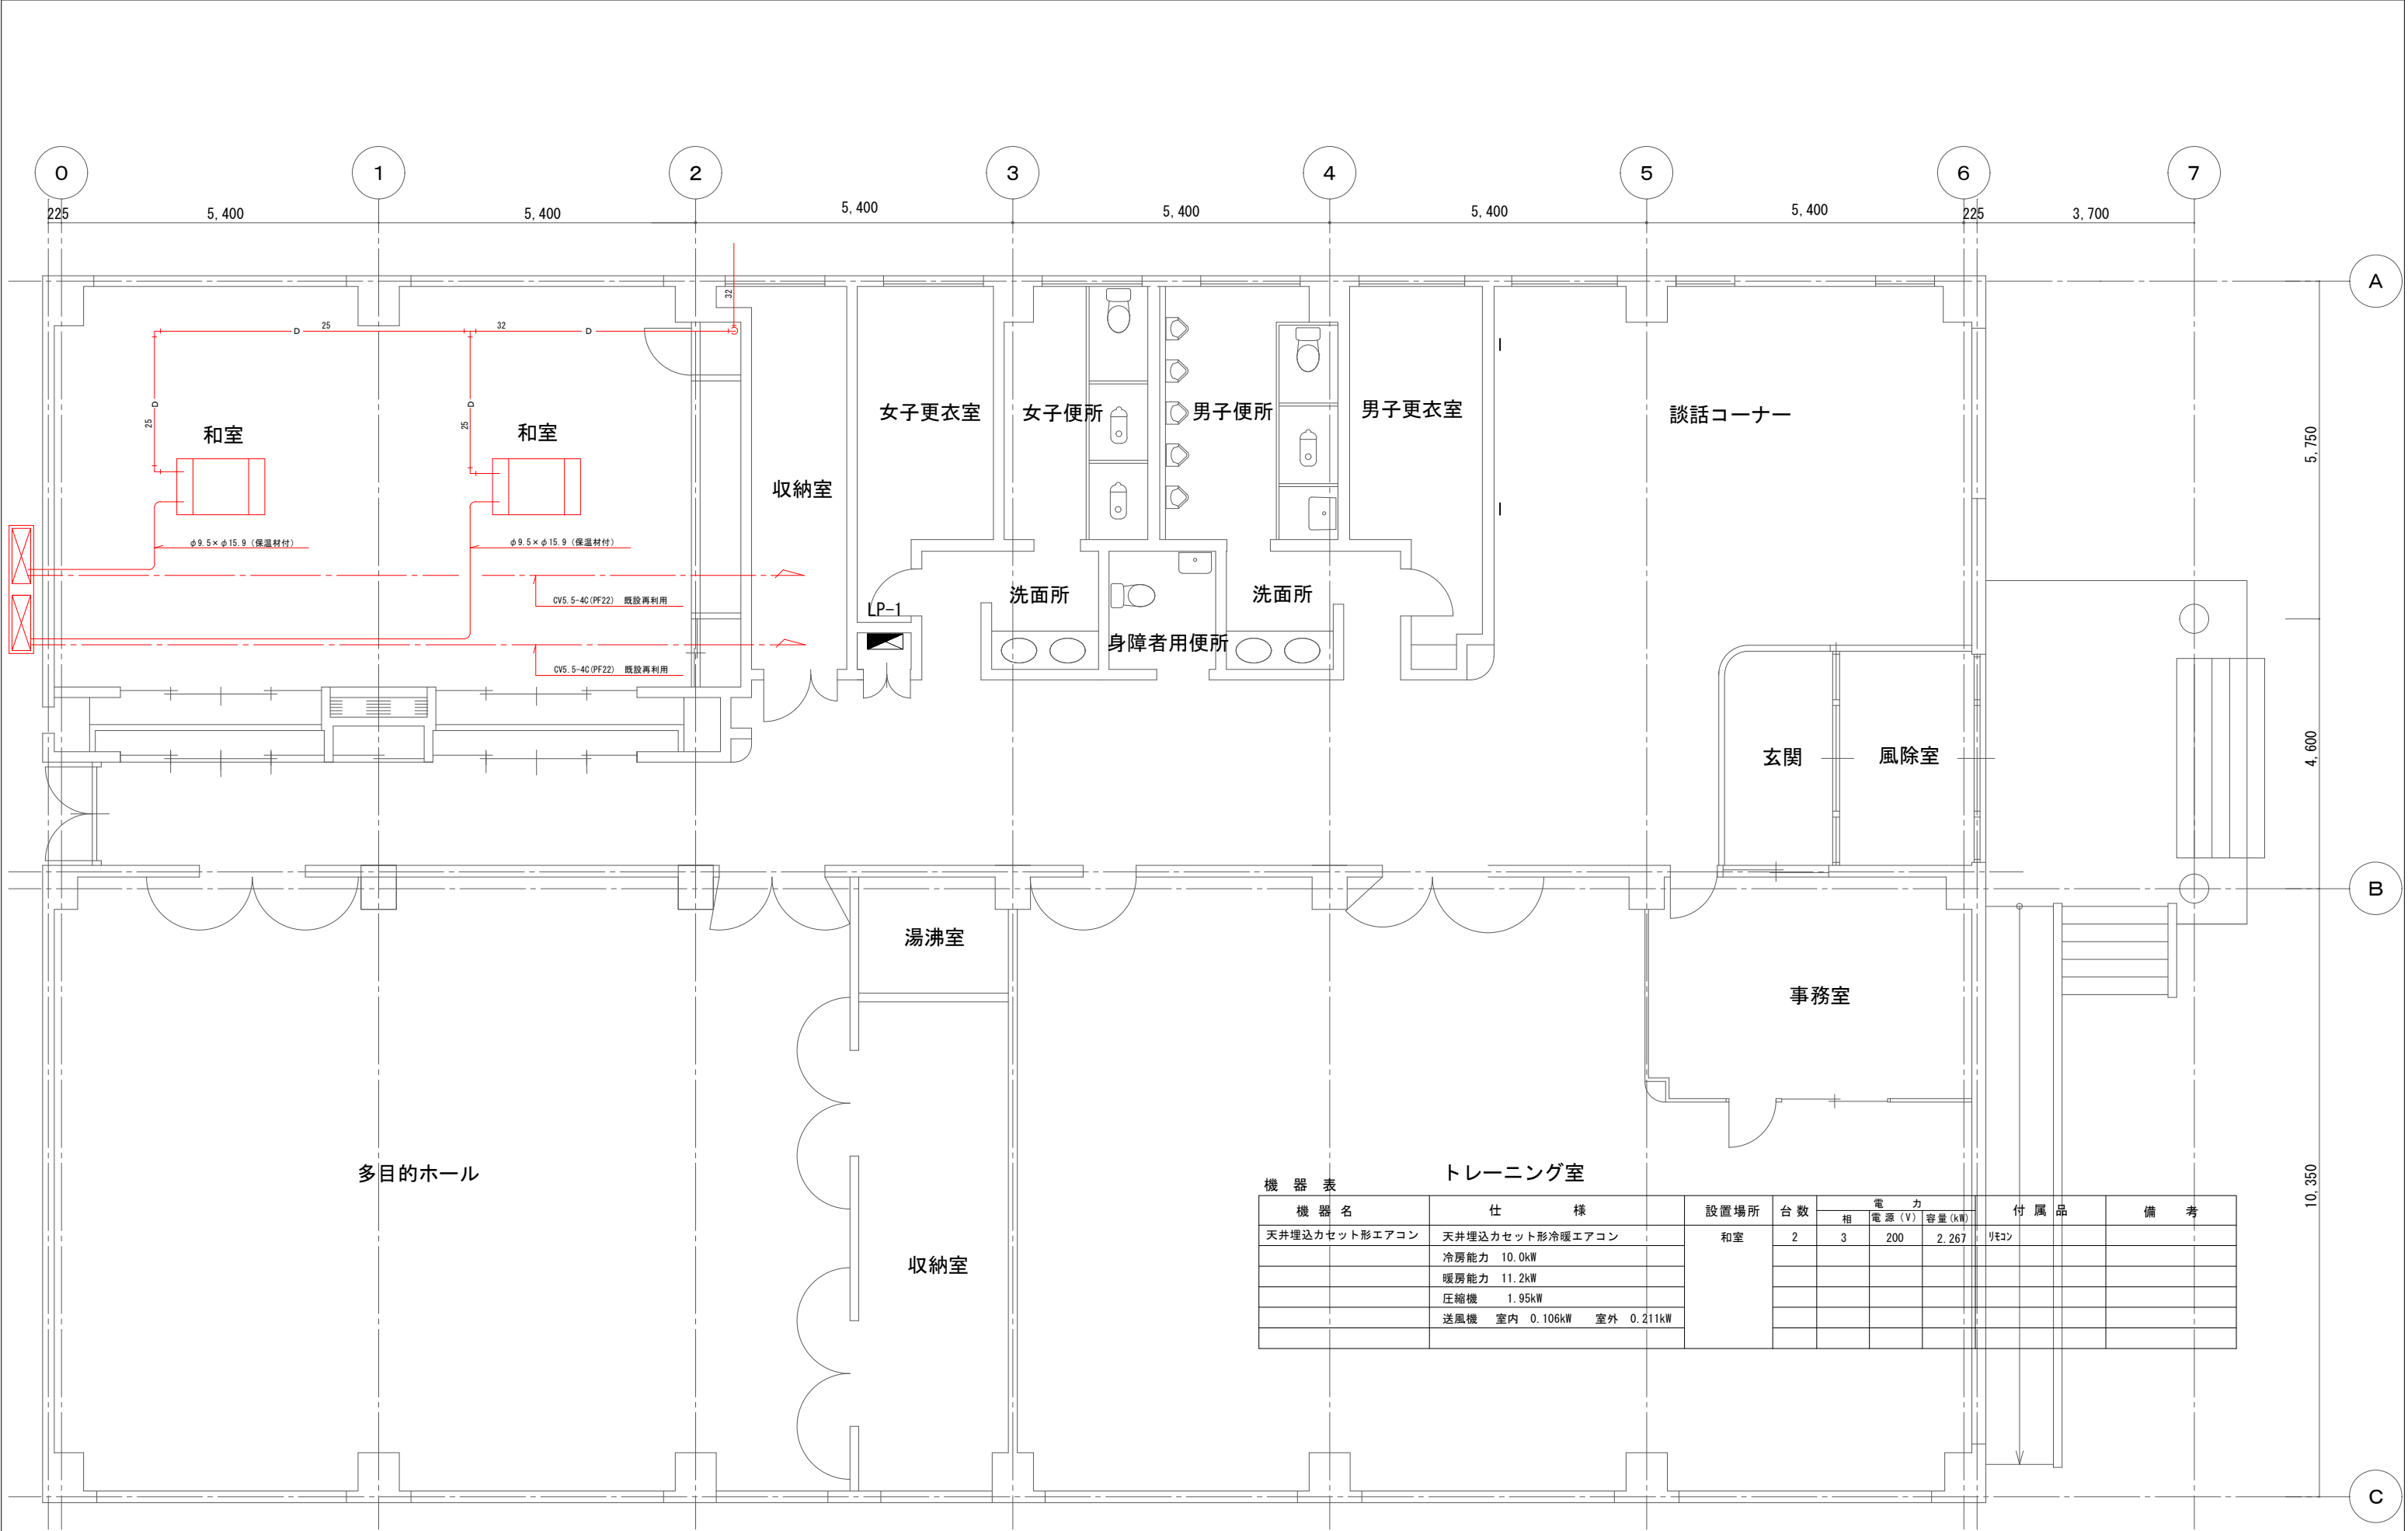 0 1 2 3 4 5 6 7
225 5,400 5,400 5,400 5,400 5,400 5,400 225 3,700
A
32
D 25 32 D
D D
25 25
和室 和室
女子更衣室 女子便所 男子便所 男子更衣室 談話コーナー
5,750
収納室
φ9.5×φ15.9 (保温材付) φ9.5×φ15.9 (保温材付)
CV5.5-4C(PF22) 既設再利用
LP-1
洗面所 洗面所
身障者用便所
CV5.5-4C(PF22) 既設再利用
玄関 風除室
4,600
B
湯沸室
事務室
多目的ホール
トレーニング室
10,350
収納室
機 器 表
機 器 名 仕 様 設置場所 台 数 電 力 付 属 品 備 考
相 電 源 (V) 容量(kW)
天井埋込カセット形エアコン 天井埋込カセット形冷暖エアコン 和室 2 3 200 2.267 リモコン
冷房能力 10.0kW
暖房能力 11.2kW
圧縮機 1.95kW
送風機 室内 0.106kW 室外 0.211kW
C